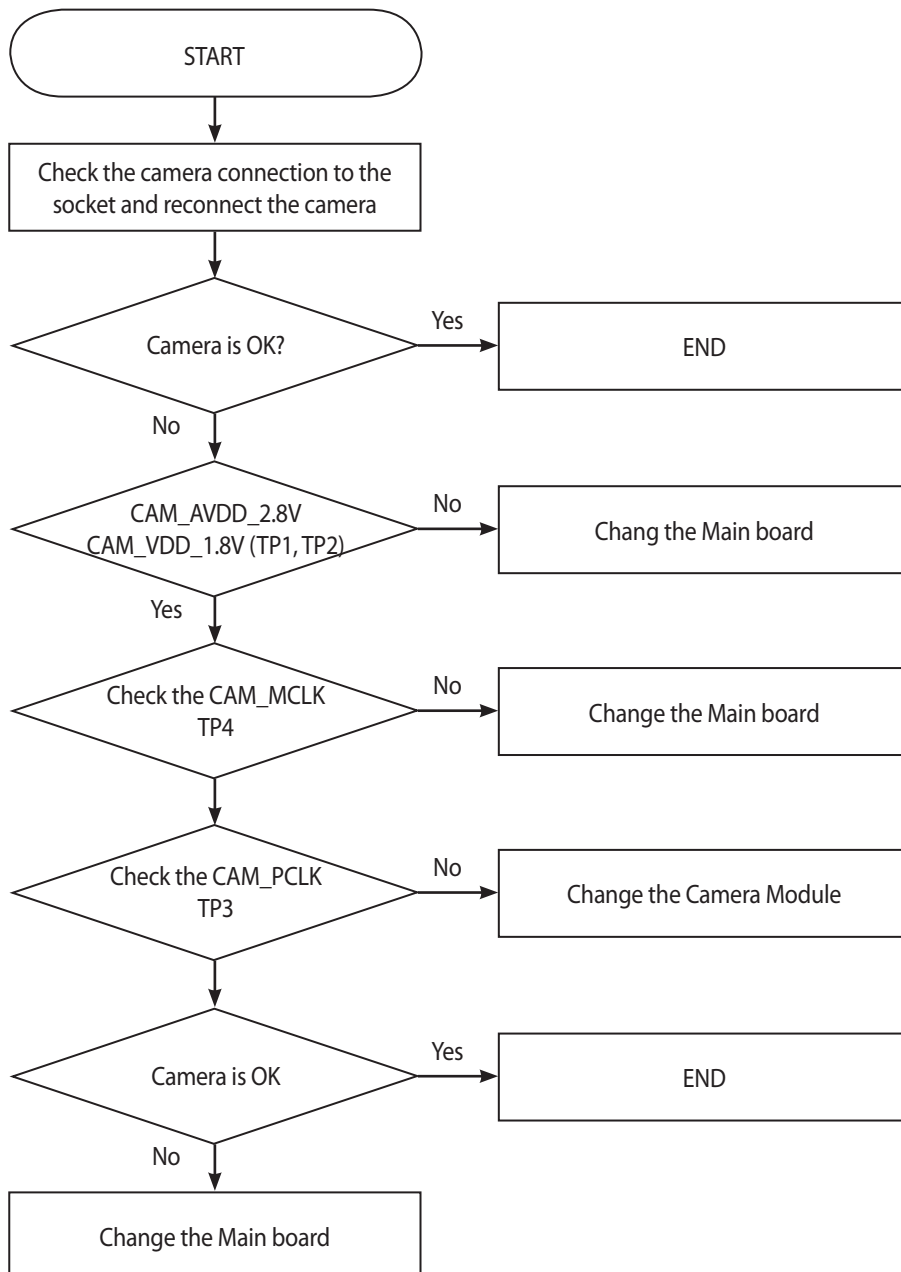 START
Check the camera connection to the
socket and reconnect the camera
Camera is OK?
Yes
END
No
CAM_AVDD_2.8V
CAM_VDD_1.8V (TP1, TP2)
No
Chang the Main board
Yes
Check the CAM_MCLK
TP4
No
Change the Main board
Check the CAM_PCLK
TP3
No
Change the Camera Module
Camera is OK
Yes
END
No
Change the Main board